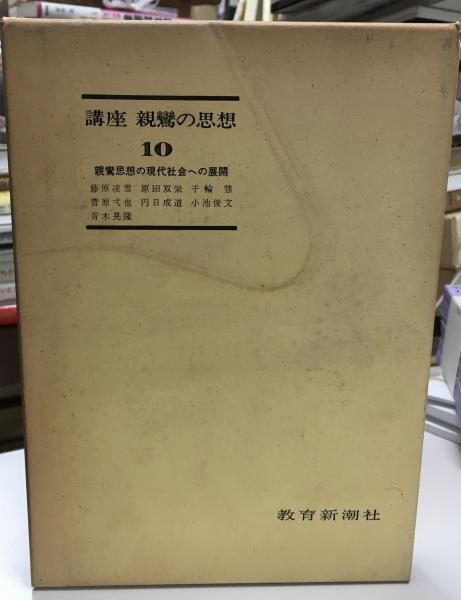 講座 親鸞の思想
10
親鸞思想の現代社会への展開
藤原凌雪 原田双栄 千輪 慧
菅原弌也 円日成道 小池俊文
青木晃隆
教育新潮社